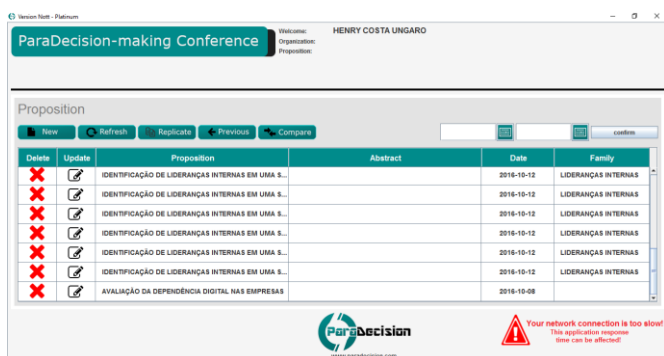 Version Nott - Platinum
ParaDecision-making Conference
Welcome: HENRY COSTA UNGARO
Organization:
Proposition:
Proposition
New Refresh Replicate Previous Compare confirm
Delete Update Proposition Abstract Date Family
IDENTIFICAÇÃO DE LIDERANÇAS INTERNAS EM UMA S... 2016-10-12 LIDERANÇAS INTERNAS
IDENTIFICAÇÃO DE LIDERANÇAS INTERNAS EM UMA S... 2016-10-12 LIDERANÇAS INTERNAS
IDENTIFICAÇÃO DE LIDERANÇAS INTERNAS EM UMA S... 2016-10-12 LIDERANÇAS INTERNAS
IDENTIFICAÇÃO DE LIDERANÇAS INTERNAS EM UMA S... 2016-10-12 LIDERANÇAS INTERNAS
IDENTIFICAÇÃO DE LIDERANÇAS INTERNAS EM UMA S... 2016-10-12 LIDERANÇAS INTERNAS
IDENTIFICAÇÃO DE LIDERANÇAS INTERNAS EM UMA S... 2016-10-12 LIDERANÇAS INTERNAS
AVALIAÇÃO DA DEPENDÊNCIA DIGITAL NAS EMPRESAS 2016-10-08
ParaDecision
www.paradecision.com
Your network connection is too slow!
This application response
time can be affected!